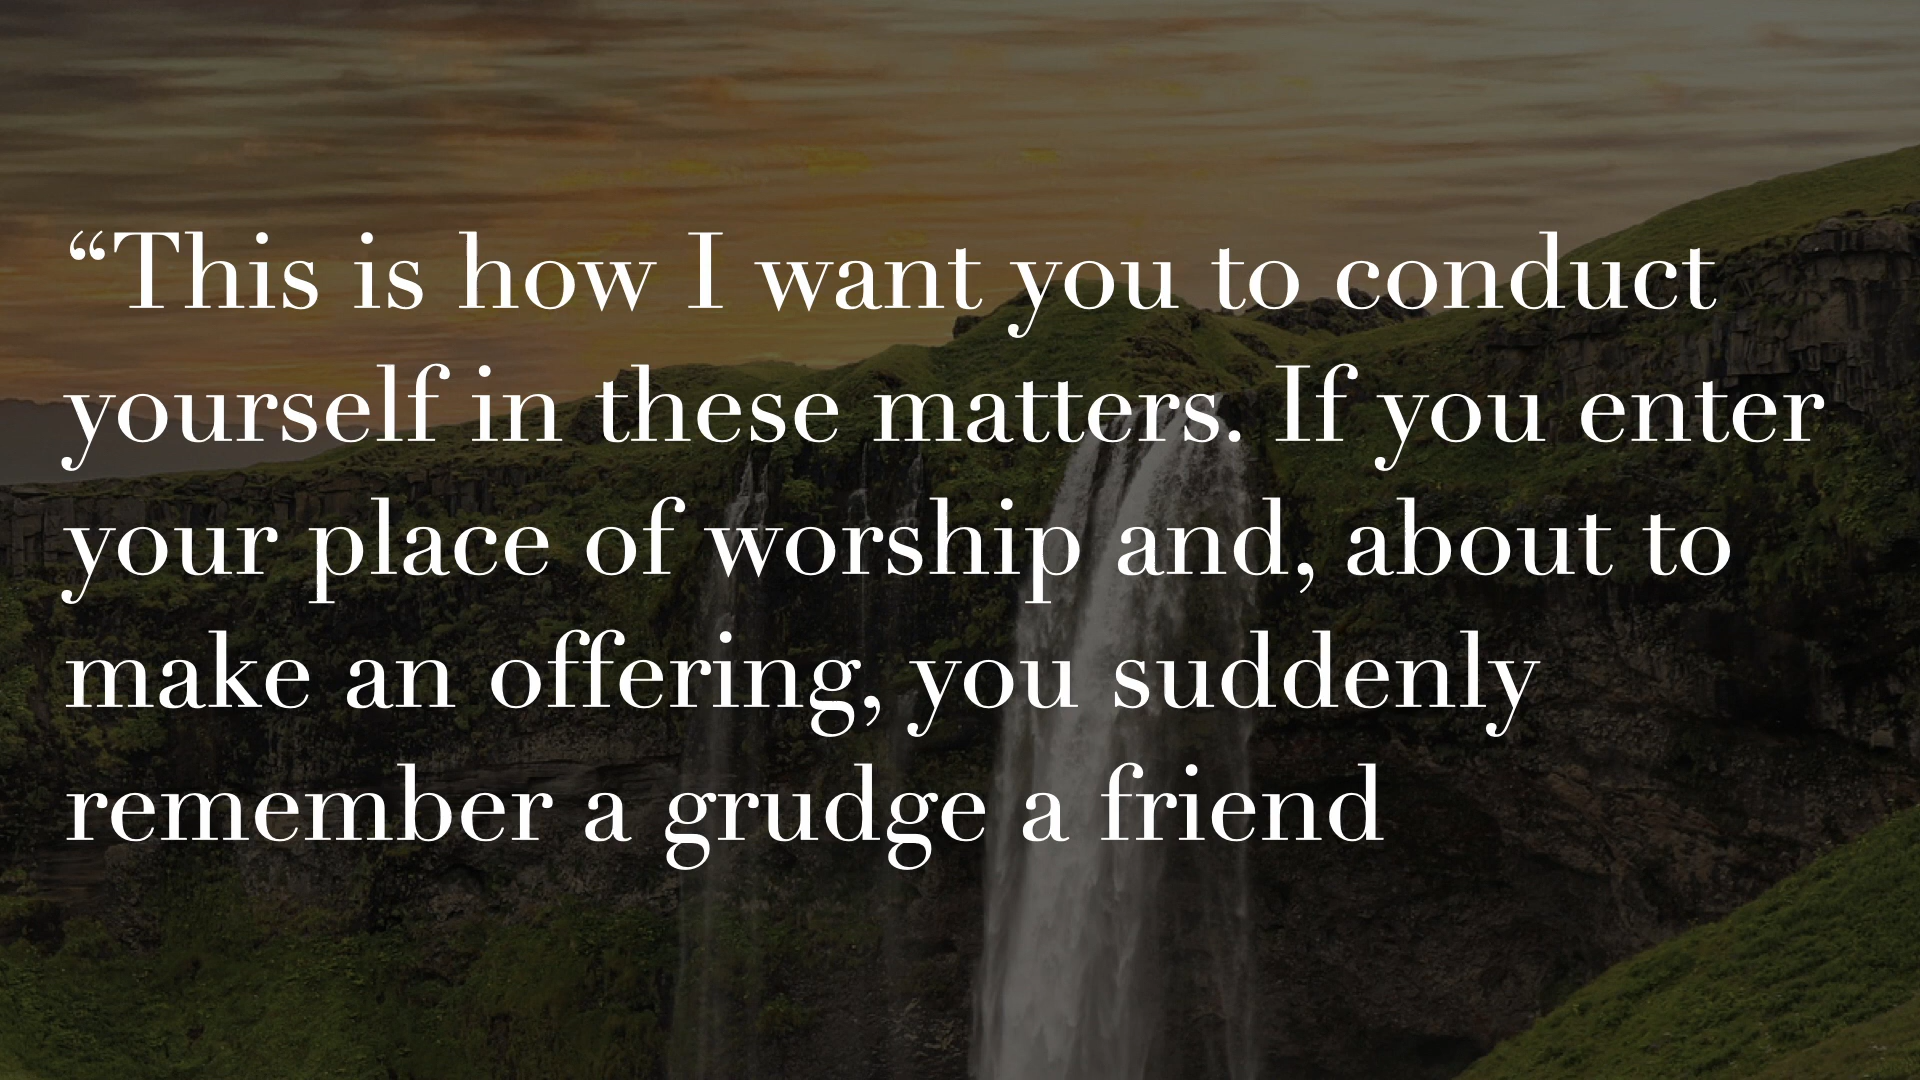 “This is how I want you to conduct
yourself in these matters. If you enter
your place of worship and, about to
make an offering, you suddenly
remember a grudge a friend